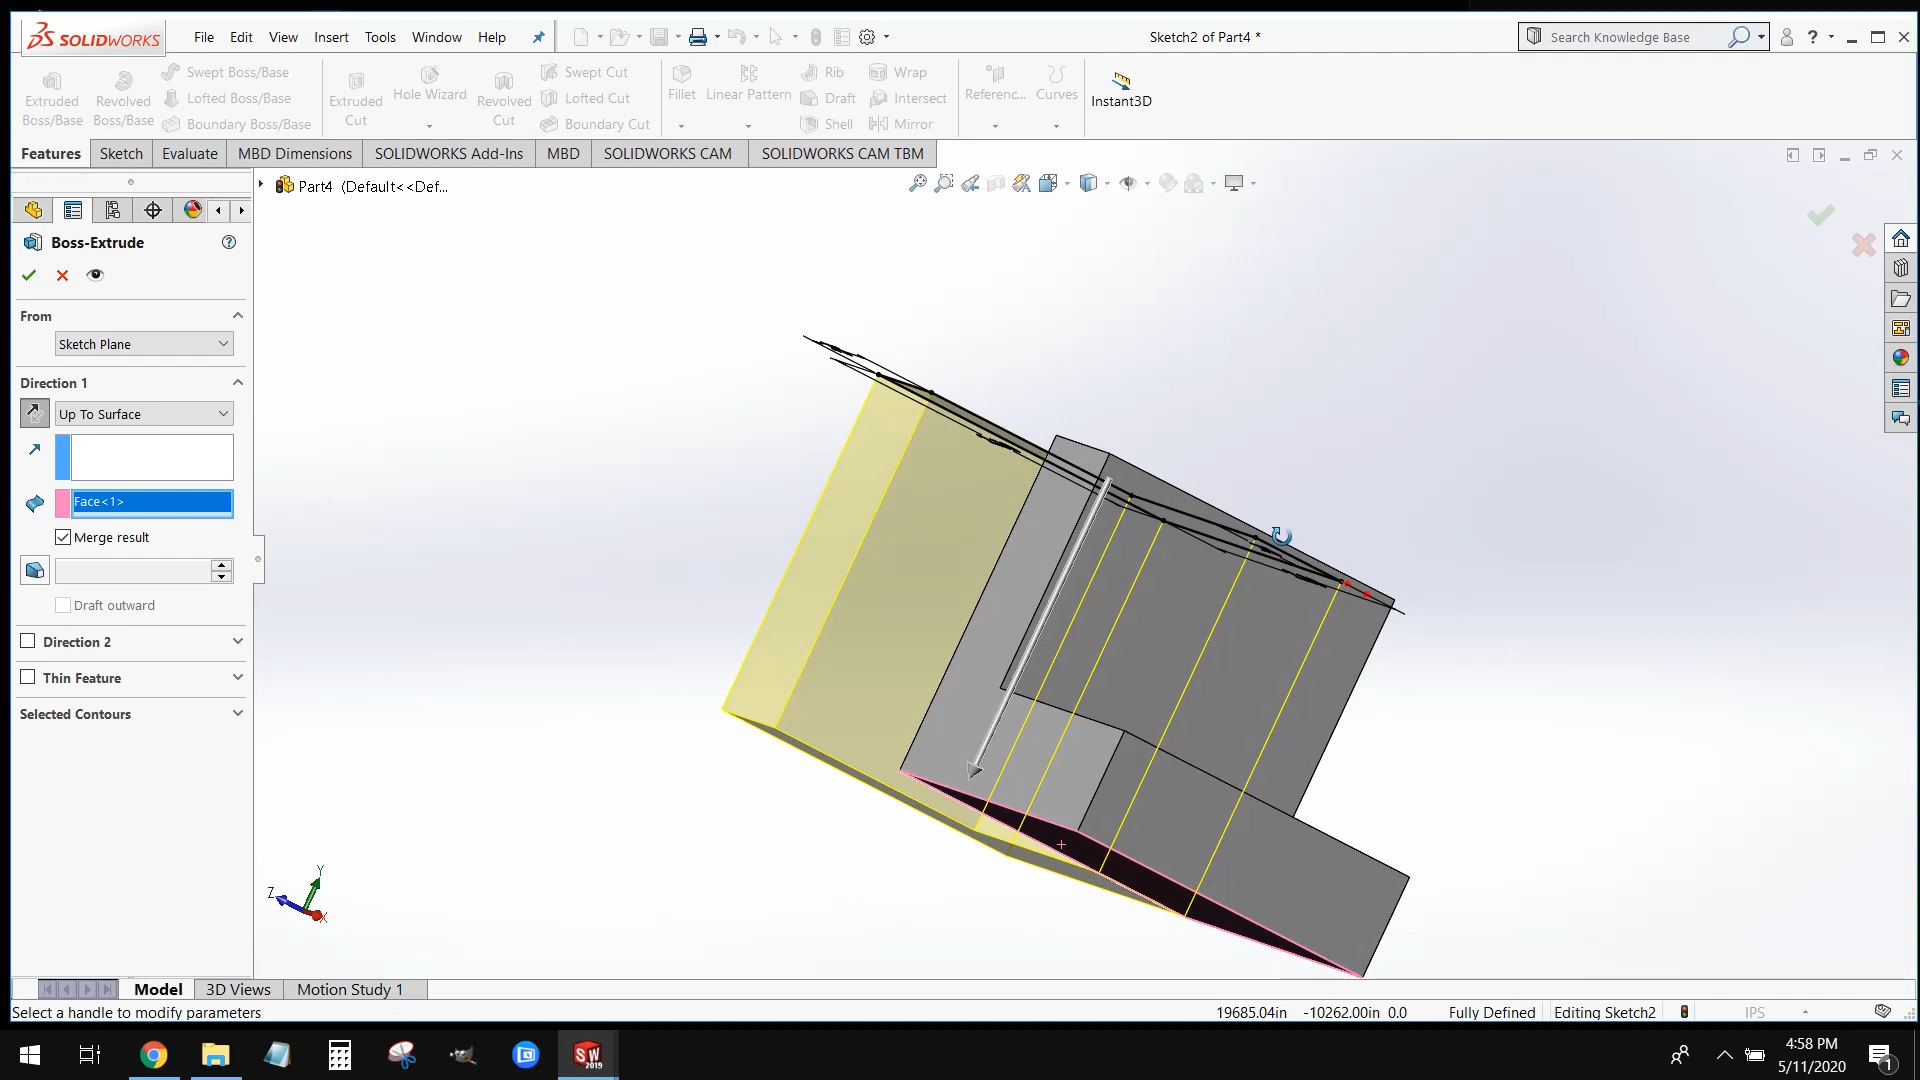 SOLIDWORKS
File Edit View Insert Tools Window Help
Sketch2 of Part4 *
Search Knowledge Base
?
Extruded Boss/Base
Revolved Boss/Base
Swept Boss/Base
Lofted Boss/Base
Boundary Boss/Base
Extruded Cut
Hole Wizard
Revolved Cut
Swept Cut
Lofted Cut
Boundary Cut
Fillet
Linear Pattern
Rib
Draft
Shell
Wrap
Intersect
Mirror
Referenc...
Curves
Instant3D
Features Sketch Evaluate MBD Dimensions SOLIDWORKS Add-Ins MBD SOLIDWORKS CAM SOLIDWORKS CAM TBM
Part4 (Default<<Def...
Boss-Extrude
?
From
Sketch Plane
Direction 1
Up To Surface
Face<1>
Merge result
Draft outward
Direction 2
Thin Feature
Selected Contours
Y
Z
X
Model 3D Views Motion Study 1
Select a handle to modify parameters
19685.04in -10262.00in 0.0 Fully Defined Editing Sketch2 IPS
SW
2019
4:58 PM
5/11/2020
1